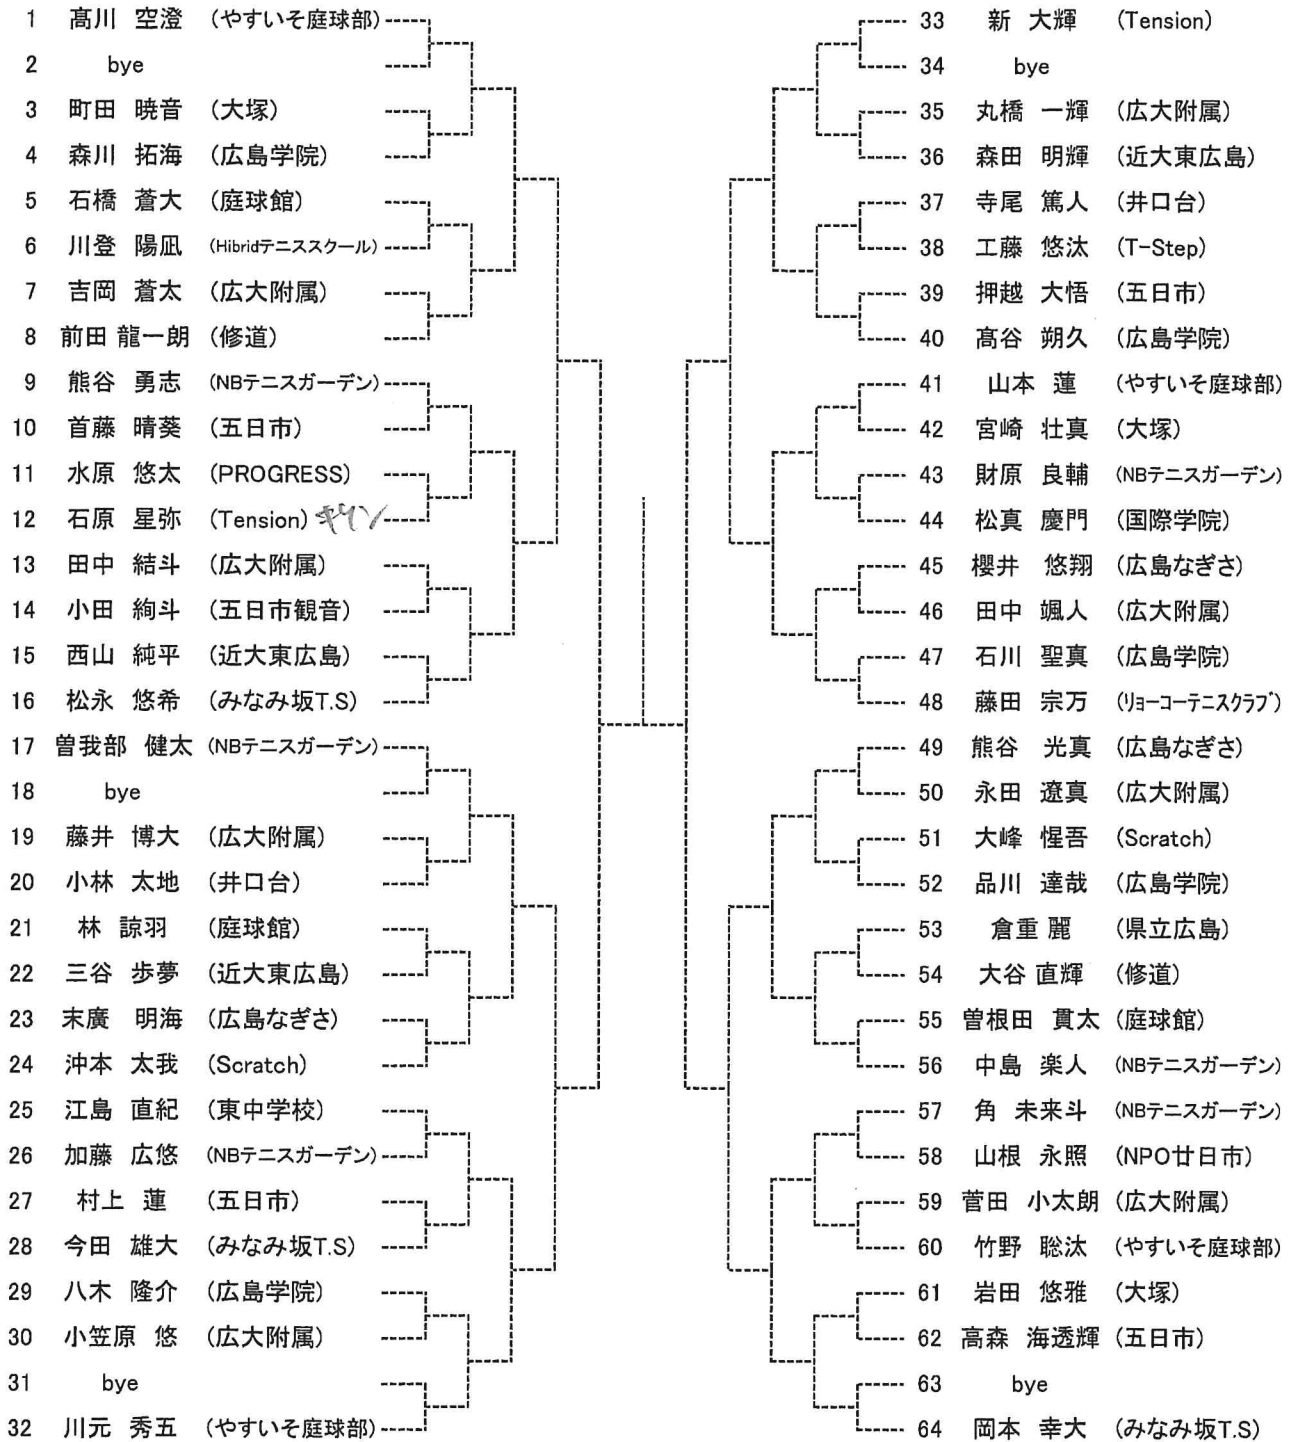 1 髙川 空澄 (やすいそ庭球部)
2 bye
3 町田 暁音 (大塚)
4 森川 拓海 (広島学院)
5 石橋 蒼大 (庭球館)
6 川登 陽凪 (Hibridテニススクール)
7 吉岡 蒼太 (広大附属)
8 前田 龍一朗 (修道)
9 熊谷 勇志 (NBテニスガーデン)
10 首藤 晴葵 (五日市)
11 水原 悠太 (PROGRESS)
12 石原 星弥 (Tension)
13 田中 結斗 (広大附属)
14 小田 絢斗 (五日市観音)
15 西山 純平 (近大東広島)
16 松永 悠希 (みなみ坂T.S)
17 曽我部 健太 (NBテニスガーデン)
18 bye
19 藤井 博大 (広大附属)
20 小林 太地 (井口台)
21 林 諒羽 (庭球館)
22 三谷 歩夢 (近大東広島)
23 末廣 明海 (広島なぎさ)
24 沖本 太我 (Scratch)
25 江島 直紀 (東中学校)
26 加藤 広悠 (NBテニスガーデン)
27 村上 蓮 (五日市)
28 今田 雄大 (みなみ坂T.S)
29 八木 隆介 (広島学院)
30 小笠原 悠 (広大附属)
31 bye
32 川元 秀五 (やすいそ庭球部)
33 新 大輝 (Tension)
34 bye
35 丸橋 一輝 (広大附属)
36 森田 明輝 (近大東広島)
37 寺尾 篤人 (井口台)
38 工藤 悠汰 (T-Step)
39 押越 大悟 (五日市)
40 髙谷 朔久 (広島学院)
41 山本 蓮 (やすいそ庭球部)
42 宮崎 壮真 (大塚)
43 財原 良輔 (NBテニスガーデン)
44 松真 慶門 (国際学院)
45 櫻井 悠翔 (広島なぎさ)
46 田中 颯人 (広大附属)
47 石川 聖真 (広島学院)
48 藤田 宗万 (リョーコーテニスクラブ)
49 熊谷 光真 (広島なぎさ)
50 永田 遼真 (広大附属)
51 大峰 惺吾 (Scratch)
52 品川 達哉 (広島学院)
53 倉重 麗 (県立広島)
54 大谷 直輝 (修道)
55 曽根田 貫太 (庭球館)
56 中島 楽人 (NBテニスガーデン)
57 角 未来斗 (NBテニスガーデン)
58 山根 永照 (NPO廿日市)
59 菅田 小太朗 (広大附属)
60 竹野 聡汰 (やすいそ庭球部)
61 岩田 悠雅 (大塚)
62 高森 海透輝 (五日市)
63 bye
64 岡本 幸大 (みなみ坂T.S)